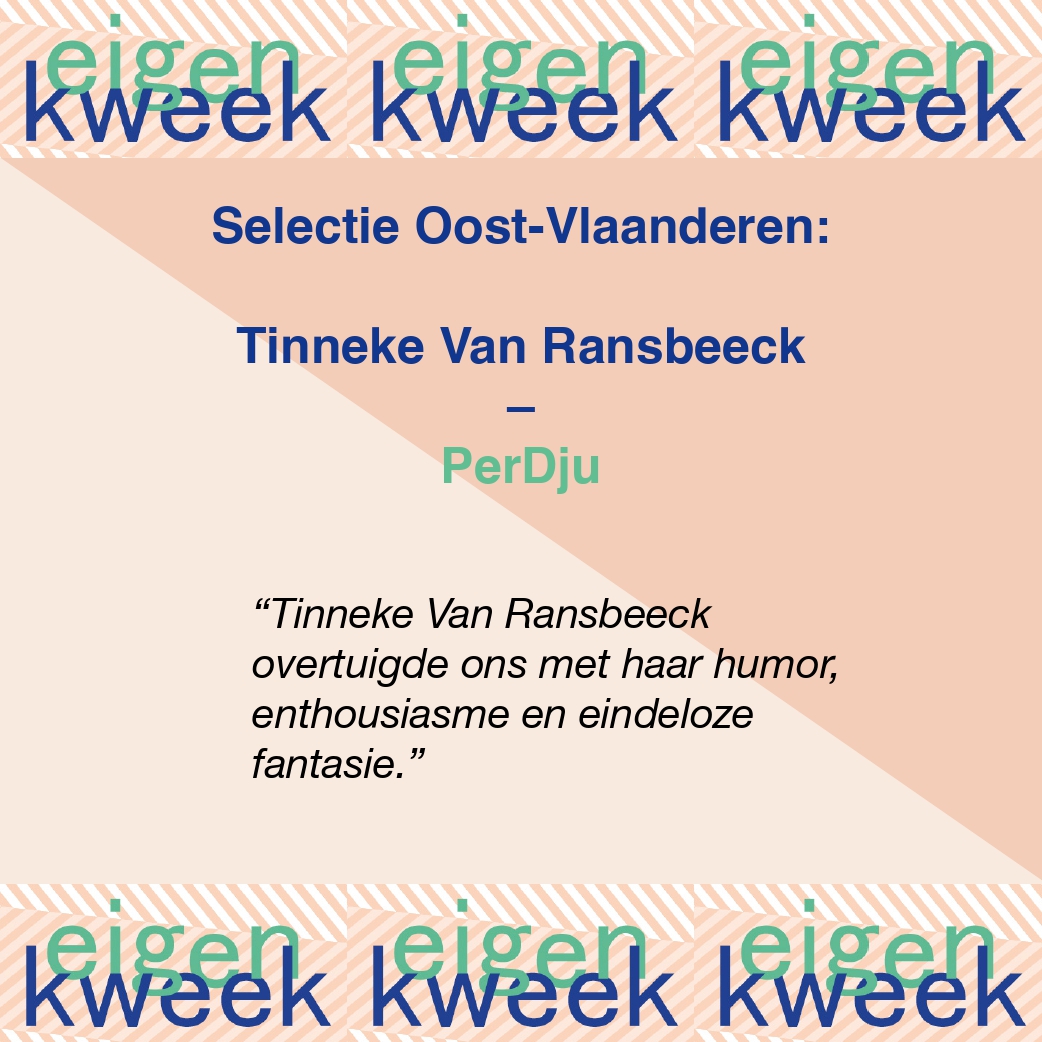 eigen eigen eigen
kweek kweek kweek
Selectie Oost-Vlaanderen:
Tinneke Van Ransbeeck
–
PerDju
“Tinneke Van Ransbeeck
overtuigde ons met haar humor,
enthousiasme en eindeloze
fantasie.”
eigen eigen eigen
kweek kweek kweek